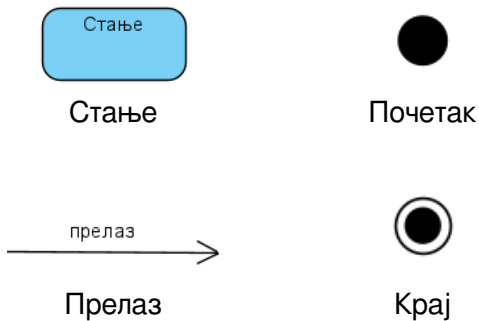 Стање
Стање
Почетак
прелаз
Прелаз
Крај